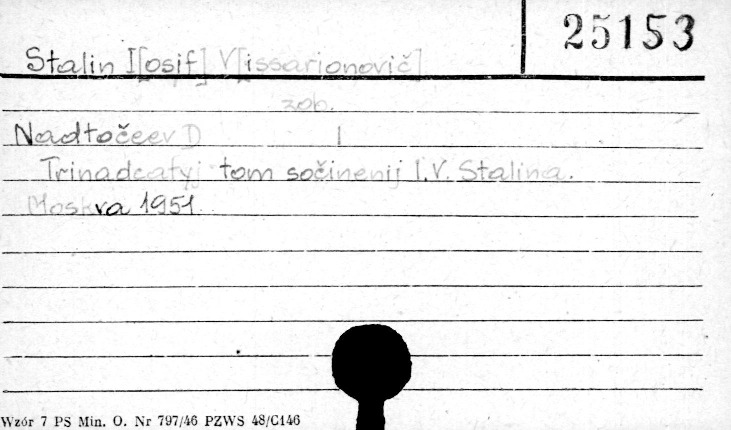 25153
Stalin I[osif] V[issarionovič]
zob.
Nadtočeev D
Trinadcatyj tom sočinenij I.V. Stalina.
Moskva 1951
Wzór 7 PS Min. O. Nr 797/46 PZWS 48/C146